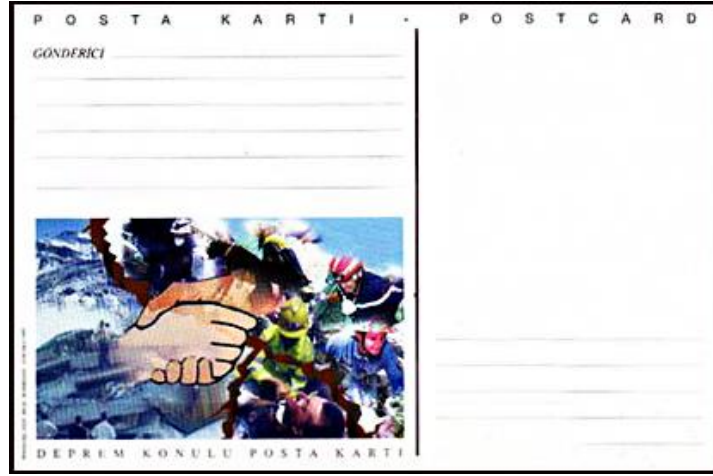 POSTA KARTI - POSTCARD
GÖNDERİCİ
DEPREM KONULU POSTA KARTI